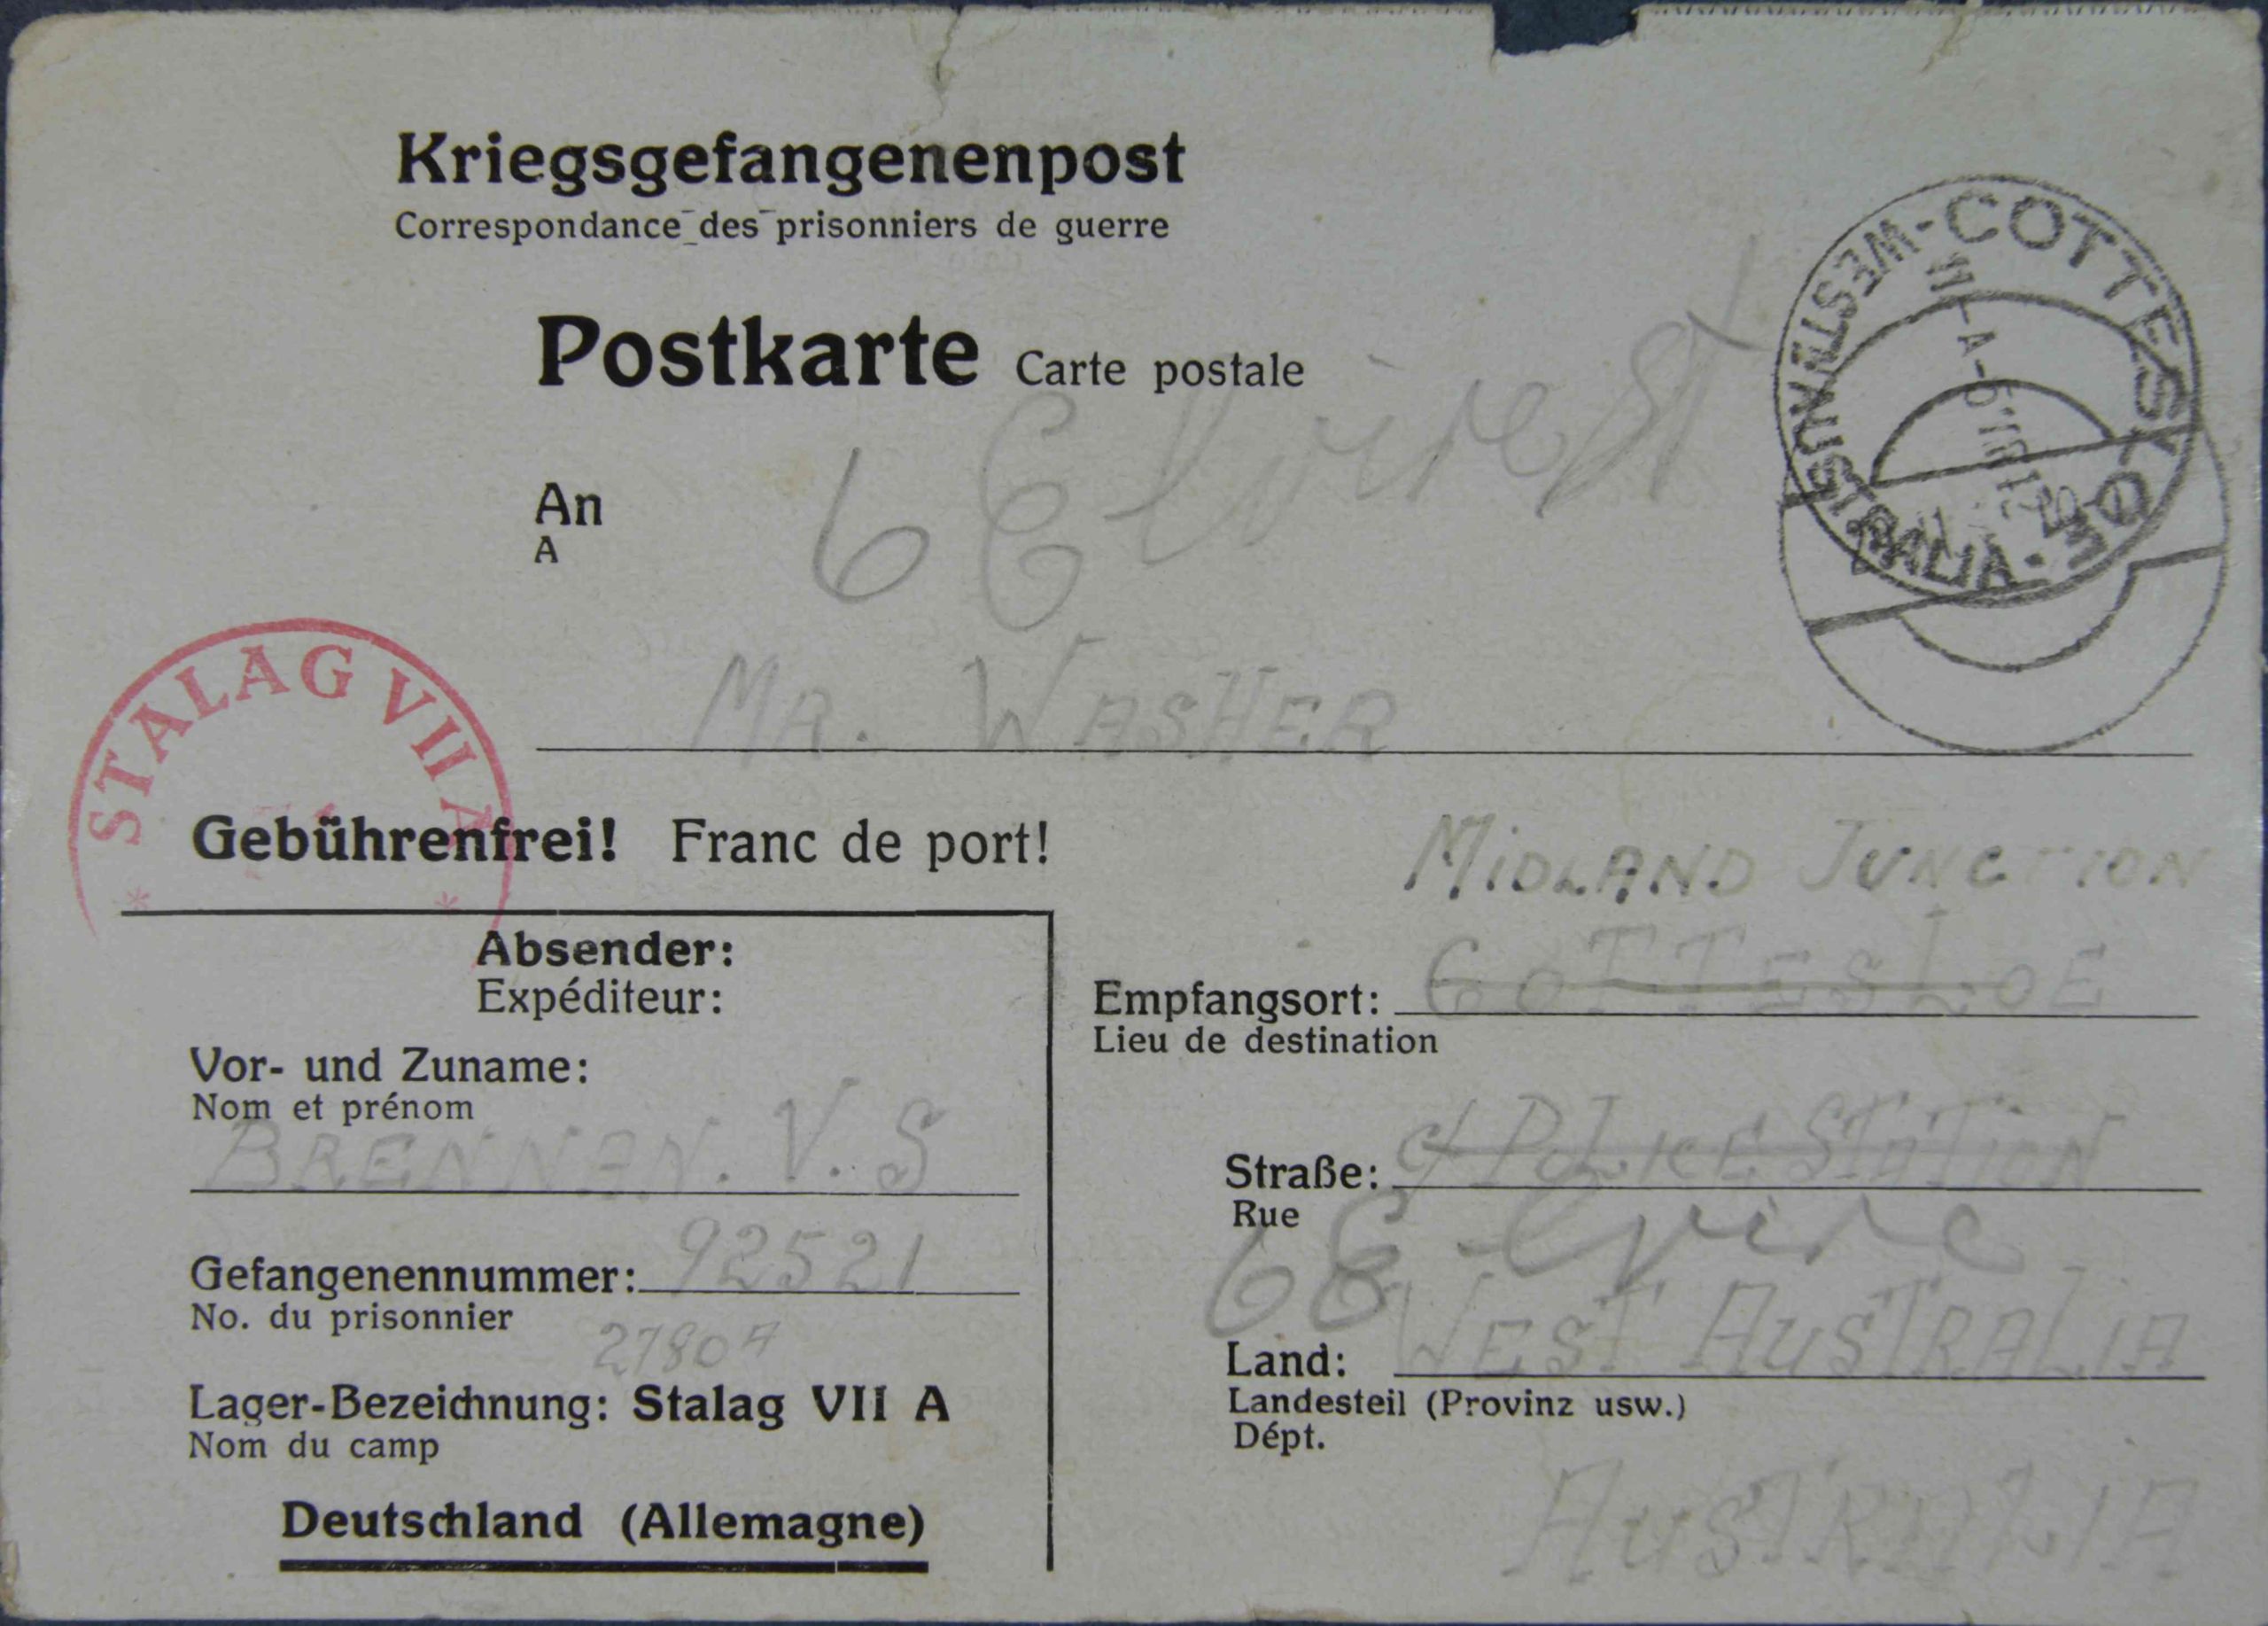 Kriegsgefangenenpost
Correspondance des prisonniers de guerre
Postkarte Carte postale
An
A
66
WEST AUSTRALIA · COTTESLOE
MR. WASHER
STALAG VII A
Gebührenfrei! Franc de port!
MIDLAND JUNCTION
Absender:
Expéditeur:
Empfangsort: COTTESLOE
Lieu de destination
Vor- und Zuname:
Nom et prénom
BRENNAN. V. S
Straße: c/ POLICE STATION
Rue
66
Gefangenennummer: 92521
No. du prisonnier
Land: WEST AUSTRALIA
Landesteil (Provinz usw.)
Dépt.
Lager-Bezeichnung: Stalag VII A
Nom du camp
AUSTRALIA
Deutschland (Allemagne)